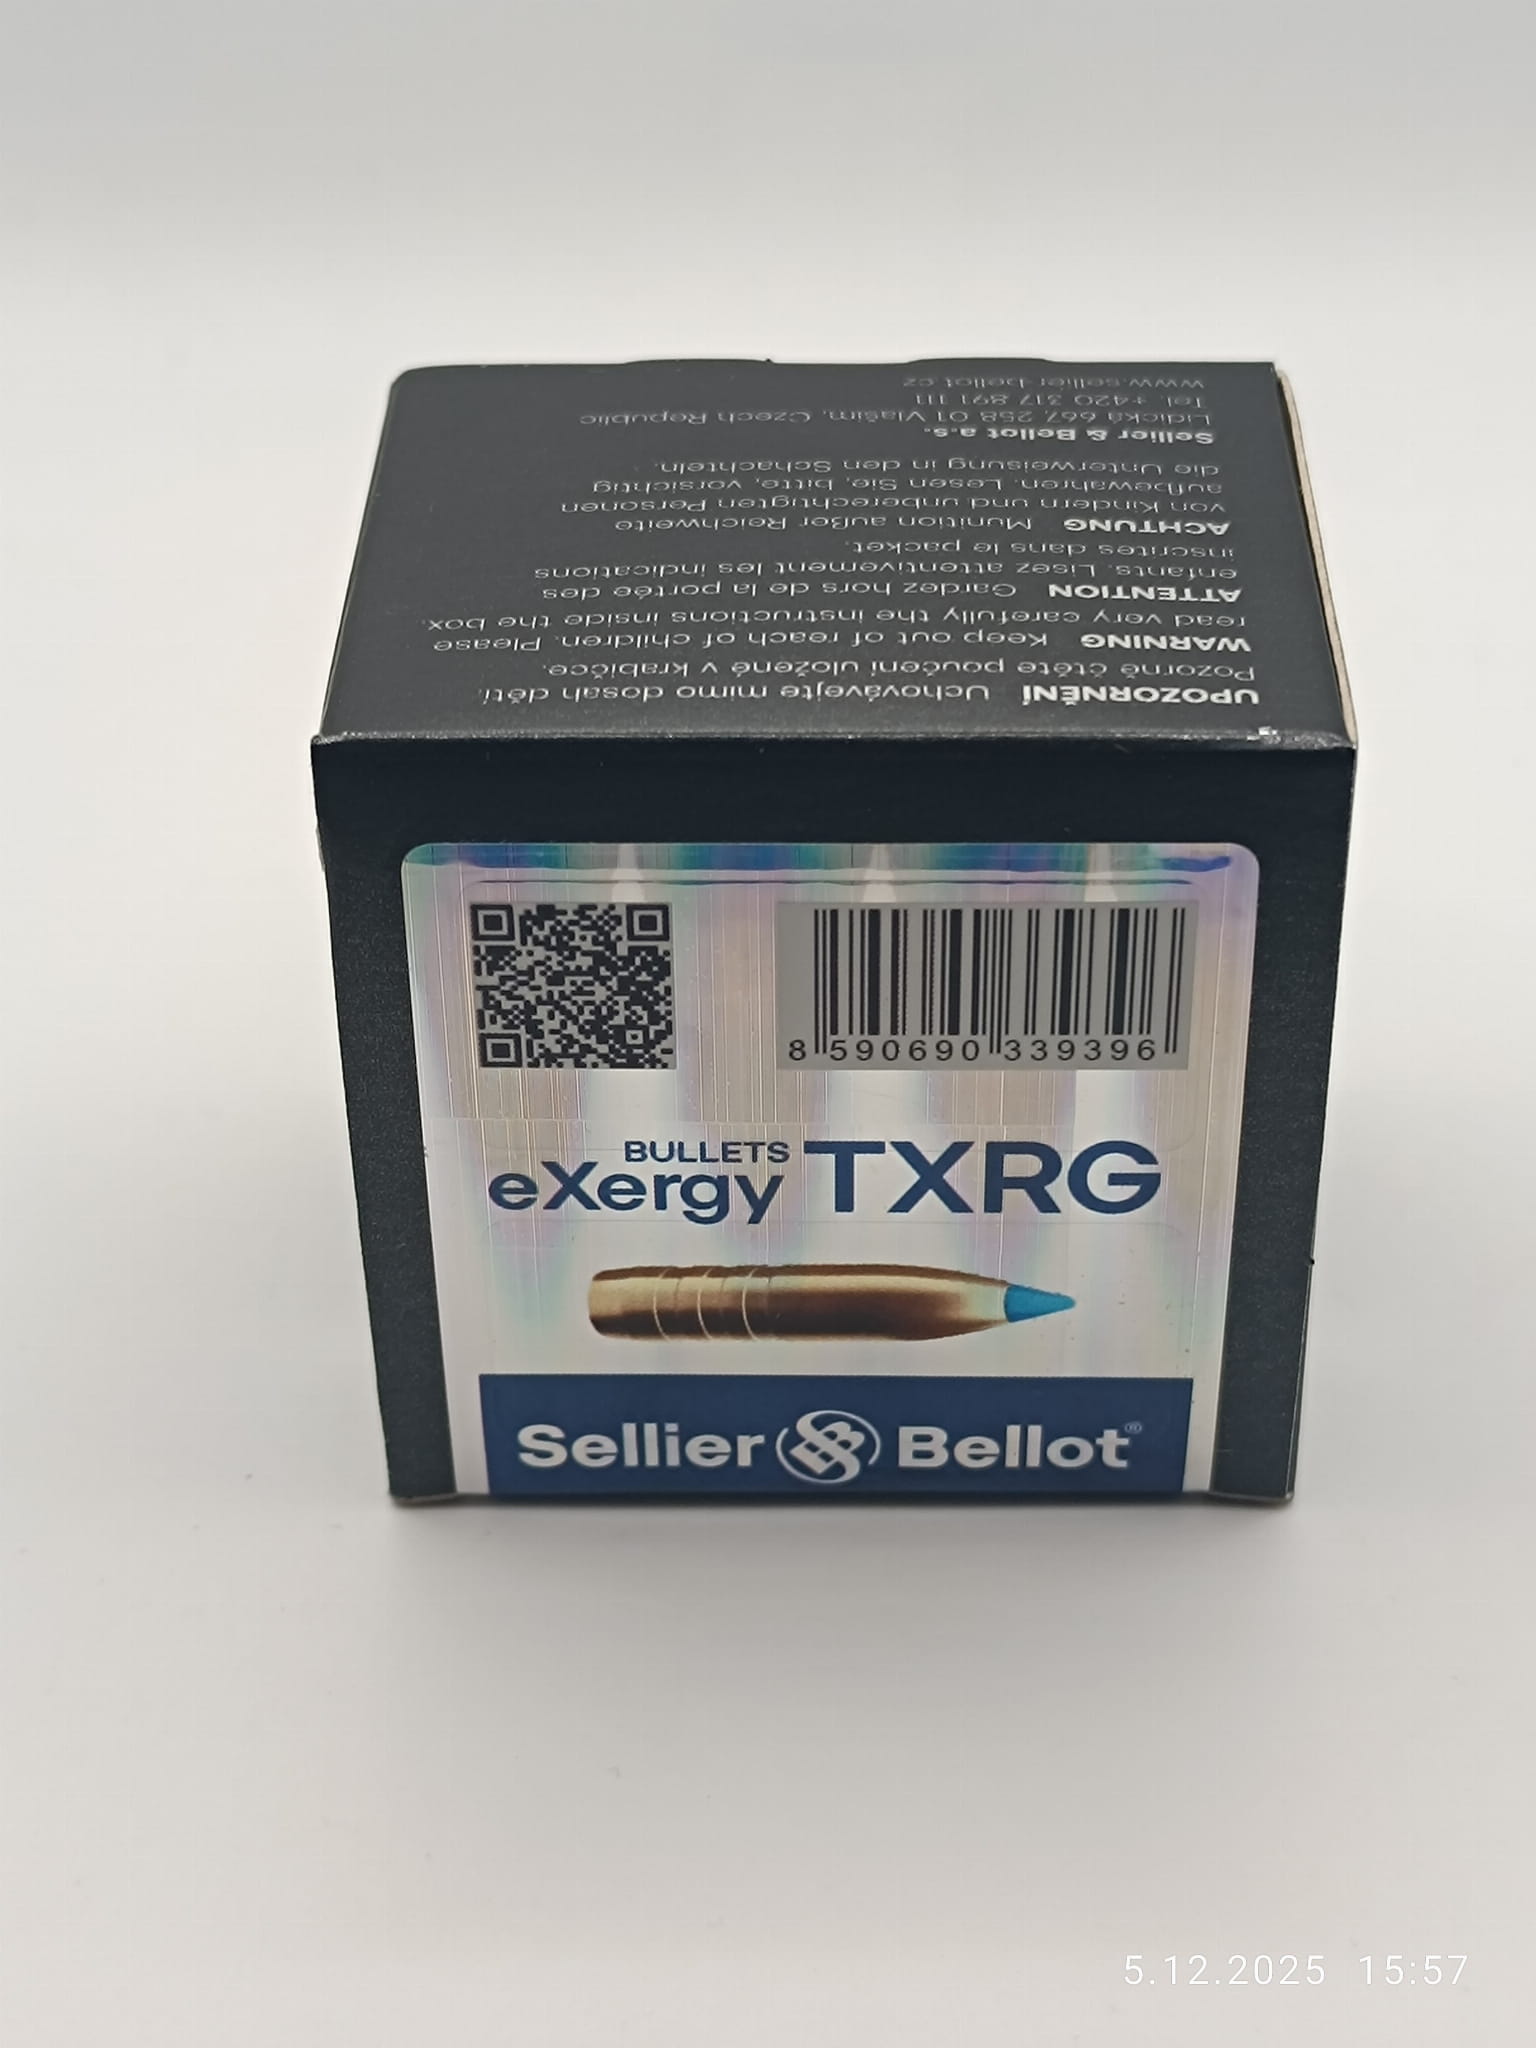 UPOZORNĚNÍ Uchovávejte mimo dosah dětí.
Pozorně čtěte poučení uložené v krabičce.
WARNING Keep out of reach of children. Please
read very carefully the instructions inside the box.
ATTENTION Gardez hors de la portée des
enfants. Lisez attentivement les indications
inscrites dans le packet.
ACHTUNG Munition außer Reichweite
von Kindern und unberechtigten Personen
aufbewahren. Lesen Sie, bitte, vorsichtig
die Unterweisung in den Schachteln.
Sellier & Bellot a.s.
Lidická 667, 258 01 Vlašim, Czech Republic
Tel. +420 317 891 111
www.sellier-bellot.cz
8 590690 339396
BULLETS
eXergy TXRG
Sellier Bellot®
5.12.2025 15:57